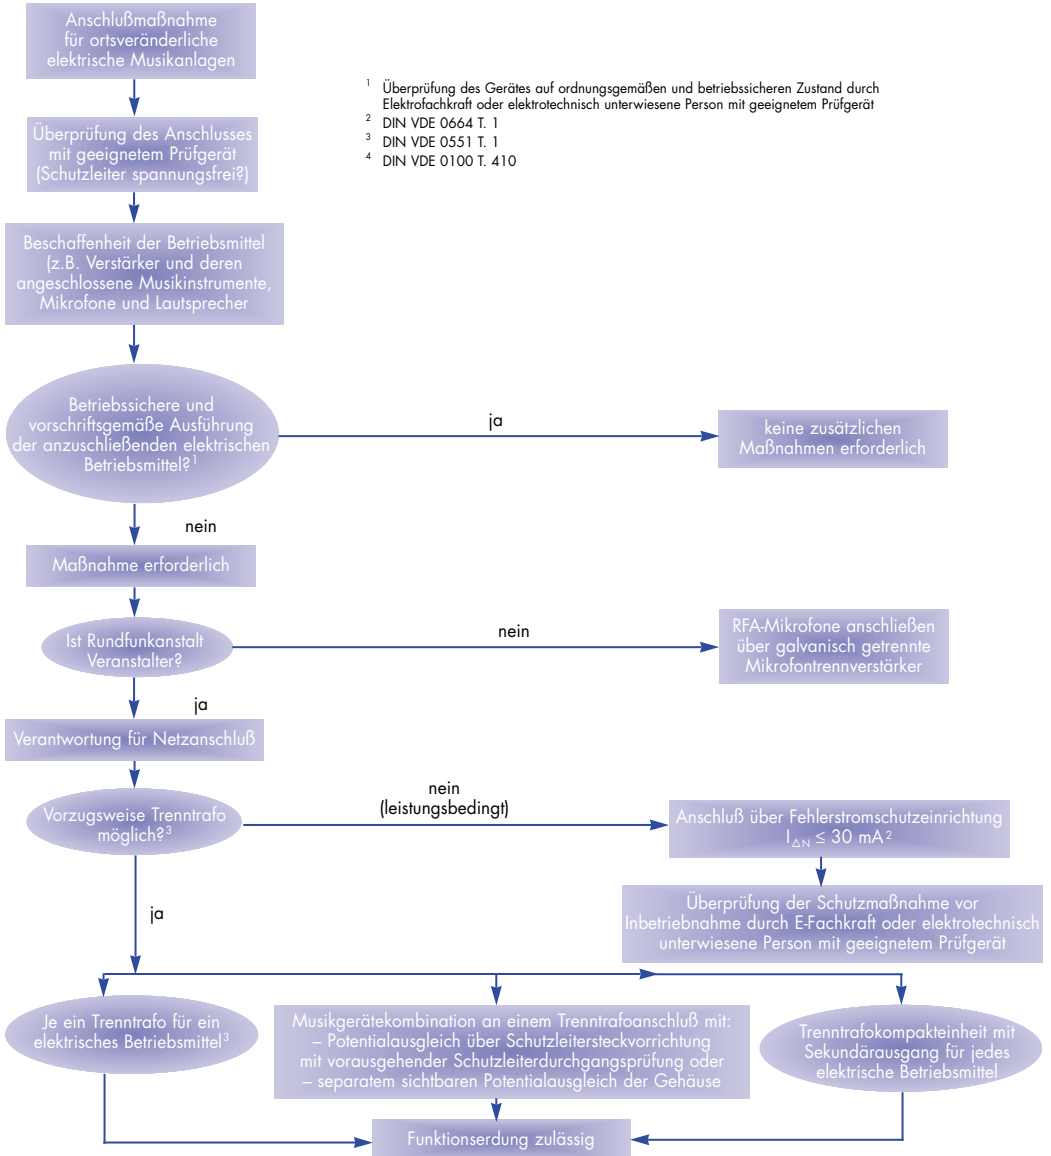 Anschlußmaßnahme
für ortsveränderliche
elektrische Musikanlagen
1 Überprüfung des Gerätes auf ordnungsgemäßen und betriebssicheren Zustand durch
Elektrofachkraft oder elektrotechnisch unterwiesene Person mit geeignetem Prüfgerät
2 DIN VDE 0664 T. 1
3 DIN VDE 0551 T. 1
4 DIN VDE 0100 T. 410
Überprüfung des Anschlusses
mit geeignetem Prüfgerät
(Schutzleiter spannungsfrei?)
Beschaffenheit der Betriebsmittel
(z.B. Verstärker und deren
angeschlossene Musikinstrumente,
Mikrofone und Lautsprecher
Betriebssichere und
vorschriftsgemäße Ausführung
der anzuschließenden elektrischen
Betriebsmittel?1
ja
keine zusätzlichen
Maßnahmen erforderlich
nein
Maßnahme erforderlich
Ist Rundfunkanstalt
Veranstalter?
nein
RFA-Mikrofone anschließen
über galvanisch getrennte
Mikrofontrennverstärker
ja
Verantwortung für Netzanschluß
Vorzugsweise Trenntrafo
möglich?3
nein
(leistungsbedingt)
Anschluß über Fehlerstromschutzeinrichtung
I△N ≤ 30 mA2
Überprüfung der Schutzmaßnahme vor
Inbetriebnahme durch E-Fachkraft oder elektrotechnisch
unterwiesene Person mit geeignetem Prüfgerät
ja
Je ein Trenntrafo für ein
elektrisches Betriebsmittel3
Musikgerätekombination an einem Trenntrafoanschluß mit:
– Potentialausgleich über Schutzleitersteckvorrichtung
mit vorausgehender Schutzleiterdurchgangsprüfung oder
– separatem sichtbaren Potentialausgleich der Gehäuse
Trenntrafokompakteinheit mit
Sekundärausgang für jedes
elektrische Betriebsmittel
Funktionserdung zulässig